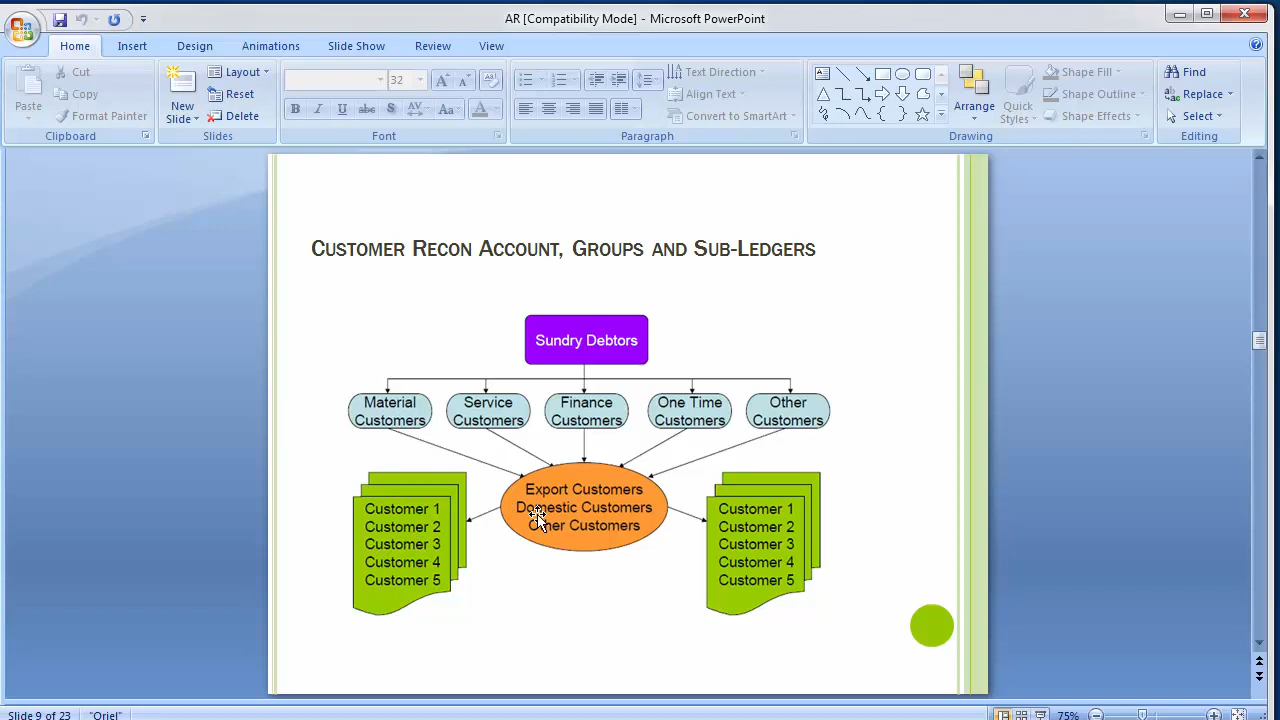 AR [Compatibility Mode] - Microsoft PowerPoint
Home Insert Design Animations Slide Show Review View
Paste
Cut
Copy
Format Painter
Clipboard
New Slide
Layout
Reset
Delete
Slides
32
B I U abc AV Aa A
Font
Text Direction
Align Text
Convert to SmartArt
Paragraph
Arrange
Quick Styles
Shape Fill
Shape Outline
Shape Effects
Drawing
Find
Replace
Select
Editing
Customer Recon Account, Groups and Sub-Ledgers
Sundry Debtors
Material
Customers
Service
Customers
Finance
Customers
One Time
Customers
Other
Customers
Export Customers
Domestic Customers
Other Customers
Customer 1
Customer 2
Customer 3
Customer 4
Customer 5
Customer 1
Customer 2
Customer 3
Customer 4
Customer 5
Slide 9 of 23 "Oriel" 75%